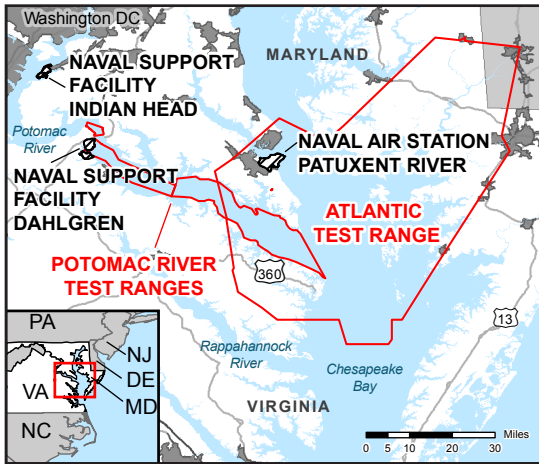 Washington DC
MARYLAND
NAVAL SUPPORT
FACILITY
INDIAN HEAD
Potomac
River
NAVAL AIR STATION
PATUXENT RIVER
NAVAL SUPPORT
FACILITY
DAHLGREN
ATLANTIC
TEST RANGE
POTOMAC RIVER
TEST RANGES
360
13
Rappahannock
River
Chesapeake
Bay
VIRGINIA
PA
NJ
DE
VA
MD
NC
Miles
0 5 10 20 30